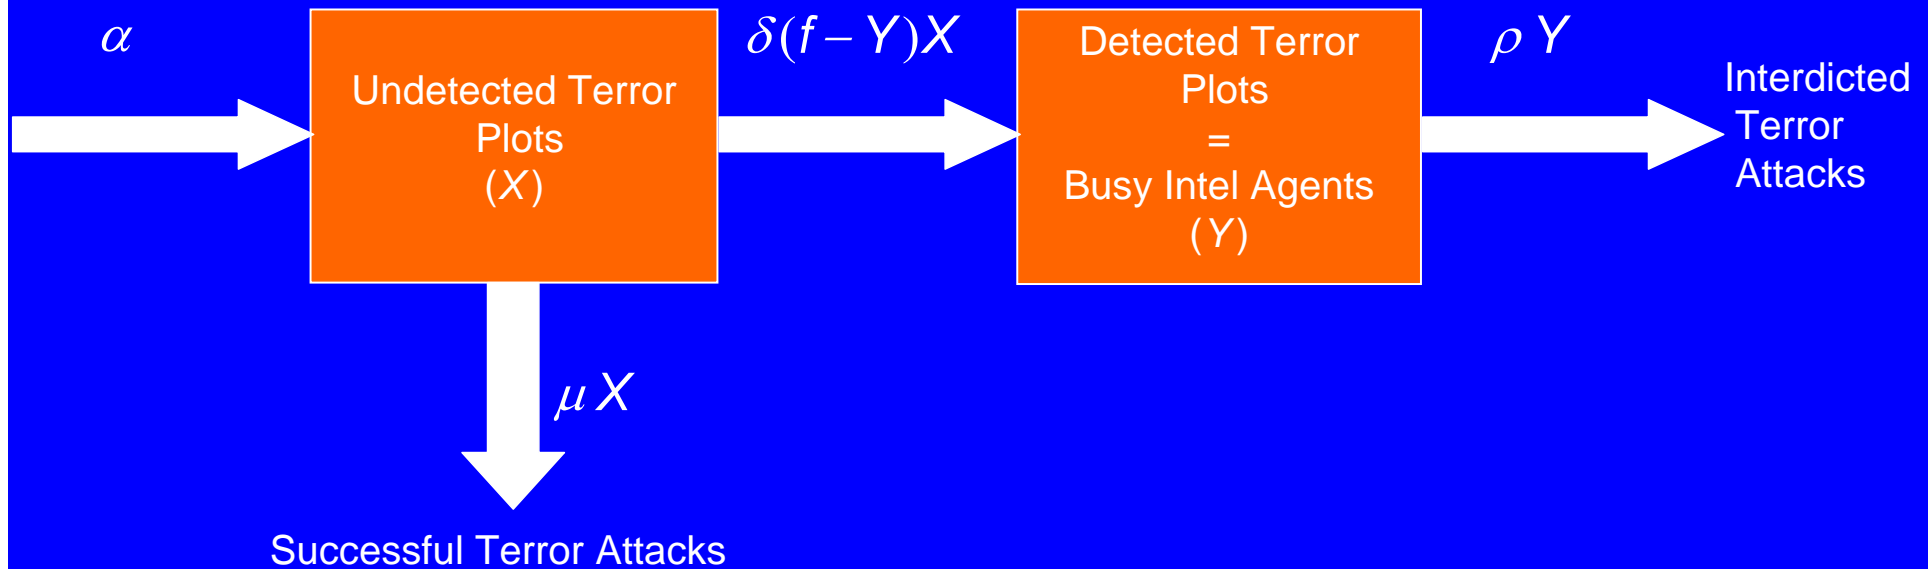 α
Undetected Terror
Plots
(X)
δ(f – Y)X
Detected Terror
Plots
=
Busy Intel Agents
(Y)
ρ Y
Interdicted
Terror
Attacks
μ X
Successful Terror Attacks